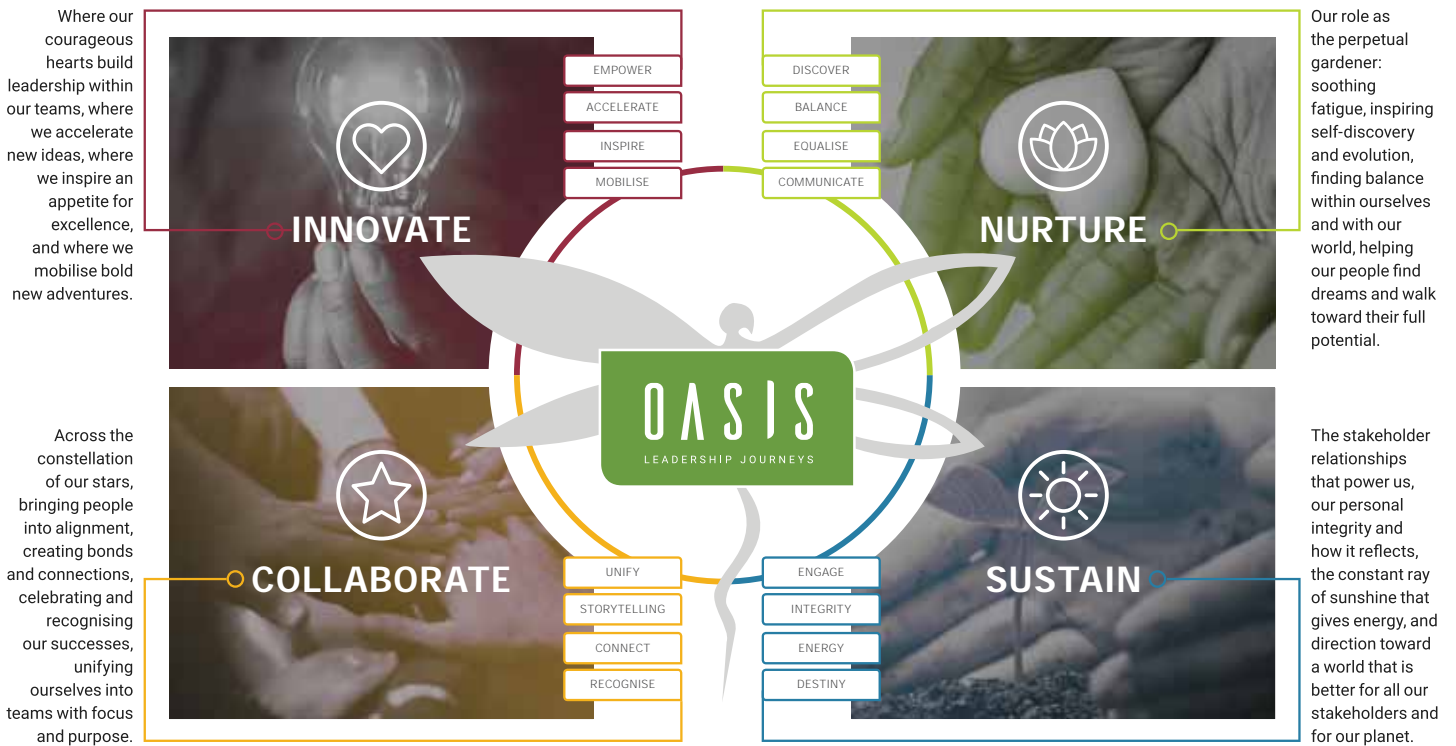 Where our
courageous
hearts build
leadership within
our teams, where
we accelerate
new ideas, where
we inspire an
appetite for
excellence,
and where we
mobilise bold
new adventures.
EMPOWER
ACCELERATE
INSPIRE
MOBILISE
INNOVATE
DISCOVER
BALANCE
EQUALISE
COMMUNICATE
NURTURE
Our role as
the perpetual
gardener:
soothing
fatigue, inspiring
self-discovery
and evolution,
finding balance
within ourselves
and with our
world, helping
our people find
dreams and walk
toward their full
potential.
OASIS
LEADERSHIP JOURNEYS
Across the
constellation
of our stars,
bringing people
into alignment,
creating bonds
and connections,
celebrating and
recognising
our successes,
unifying
ourselves into
teams with focus
and purpose.
COLLABORATE
UNIFY
STORYTELLING
CONNECT
RECOGNISE
ENGAGE
INTEGRITY
ENERGY
DESTINY
SUSTAIN
The stakeholder
relationships
that power us,
our personal
integrity and
how it reflects,
the constant ray
of sunshine that
gives energy, and
direction toward
a world that is
better for all our
stakeholders and
for our planet.